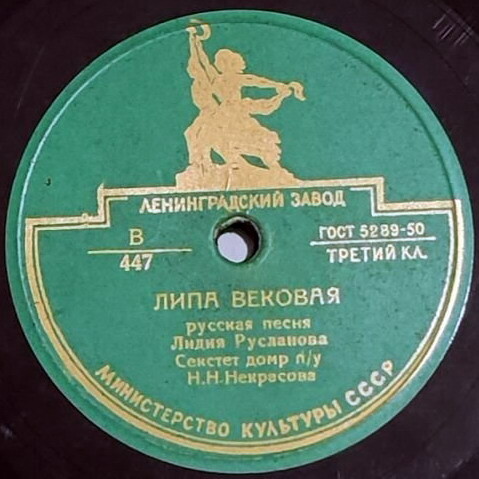 ЛЕНИНГРАДСКИЙ ЗАВОД
В
447
ГОСТ 5289-50
ТРЕТИЙ КЛ.
ЛИПА ВЕКОВАЯ
русская песня
Лидия Русланова
Секстет домр п/у
Н.Н.Некрасова
МИНИСТЕРСТВО КУЛЬТУРЫ СССР